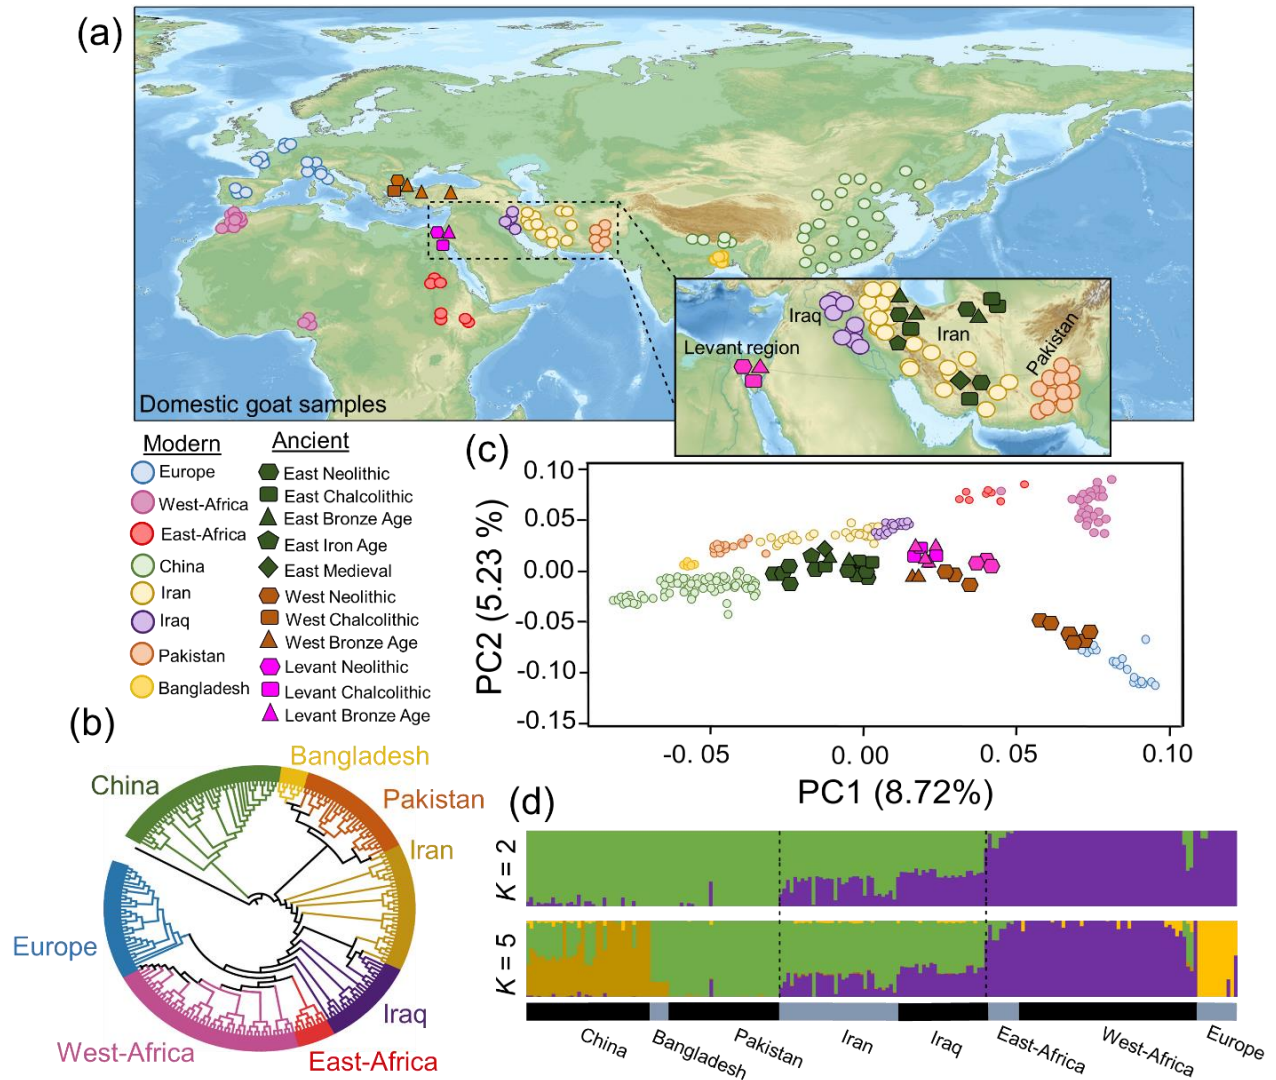 (a)
Iraq
Iran
Levant region
Pakistan
Domestic goat samples
Modern
Europe
West-Africa
East-Africa
China
Iran
Iraq
Pakistan
Bangladesh
Ancient
East Neolithic
East Chalcolithic
East Bronze Age
East Iron Age
East Medieval
West Neolithic
West Chalcolithic
West Bronze Age
Levant Neolithic
Levant Chalcolithic
Levant Bronze Age
(c)
PC2 (5.23 %)
0.10
0.05
0.00
-0.05
-0.10
-0.15
-0.05
0.00
0.05
0.10
PC1 (8.72%)
(b)
Bangladesh
China
Pakistan
Iran
Europe
Iraq
West-Africa
East-Africa
(d)
K = 2
K = 5
China
Bangladesh
Pakistan
Iran
Iraq
East-Africa
West-Africa
Europe